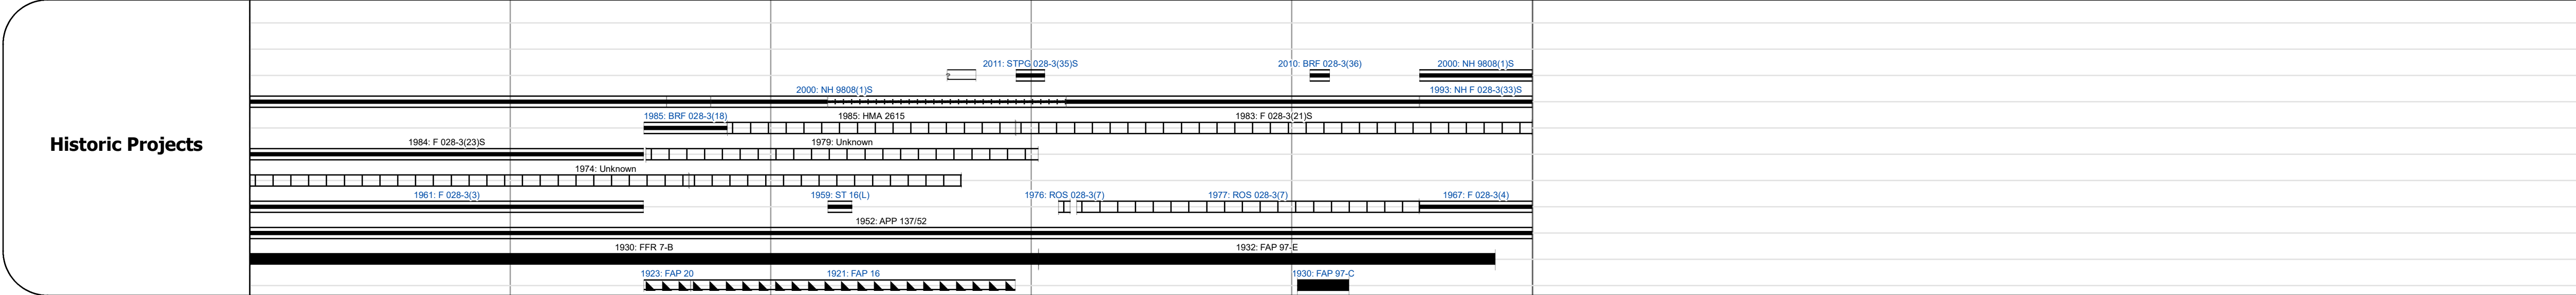 Historic Projects
2011: STPG 028-3(35)S
2010: BRF 028-3(36)
2000: NH 9808(1)S
2000: NH 9808(1)S
1993: NH F 028-3(33)S
1985: BRF 028-3(18)
1985: HMA 2615
1983: F 028-3(21)S
1984: F 028-3(23)S
1979: Unknown
1974: Unknown
1961: F 028-3(3)
1959: ST 16(L)
1976: ROS 028-3(7)
1977: ROS 028-3(7)
1967: F 028-3(4)
1952: APP 137/52
1930: FFR 7-B
1932: FAP 97-E
1923: FAP 20
1921: FAP 16
1930: FAP 97-C